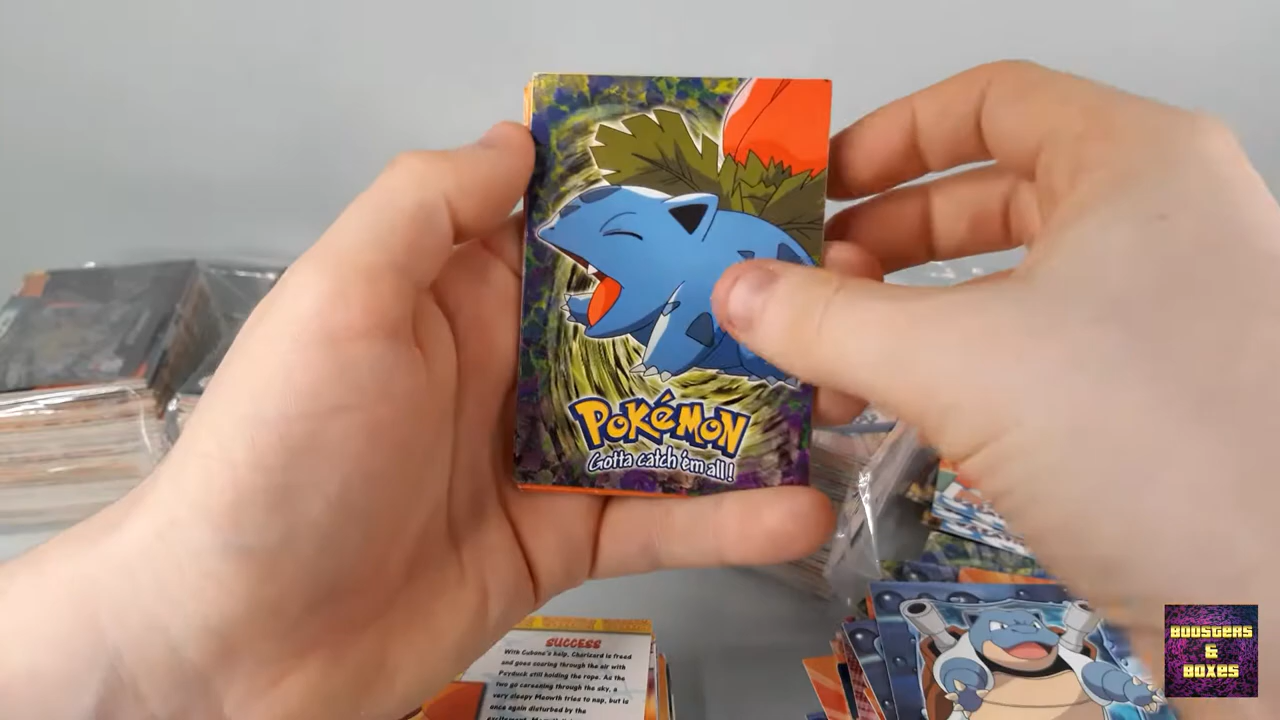 POKéMON
Gotta catch 'em all!
SUCCESS
With Cubone's help, Charizard is freed
and goes soaring through the air with
Psyduck still holding the rope. As the
two go careening through the sky, a
very sleepy Meowth tries to nap, but is
once again disturbed by the
BOOSTERS
&
BOXES